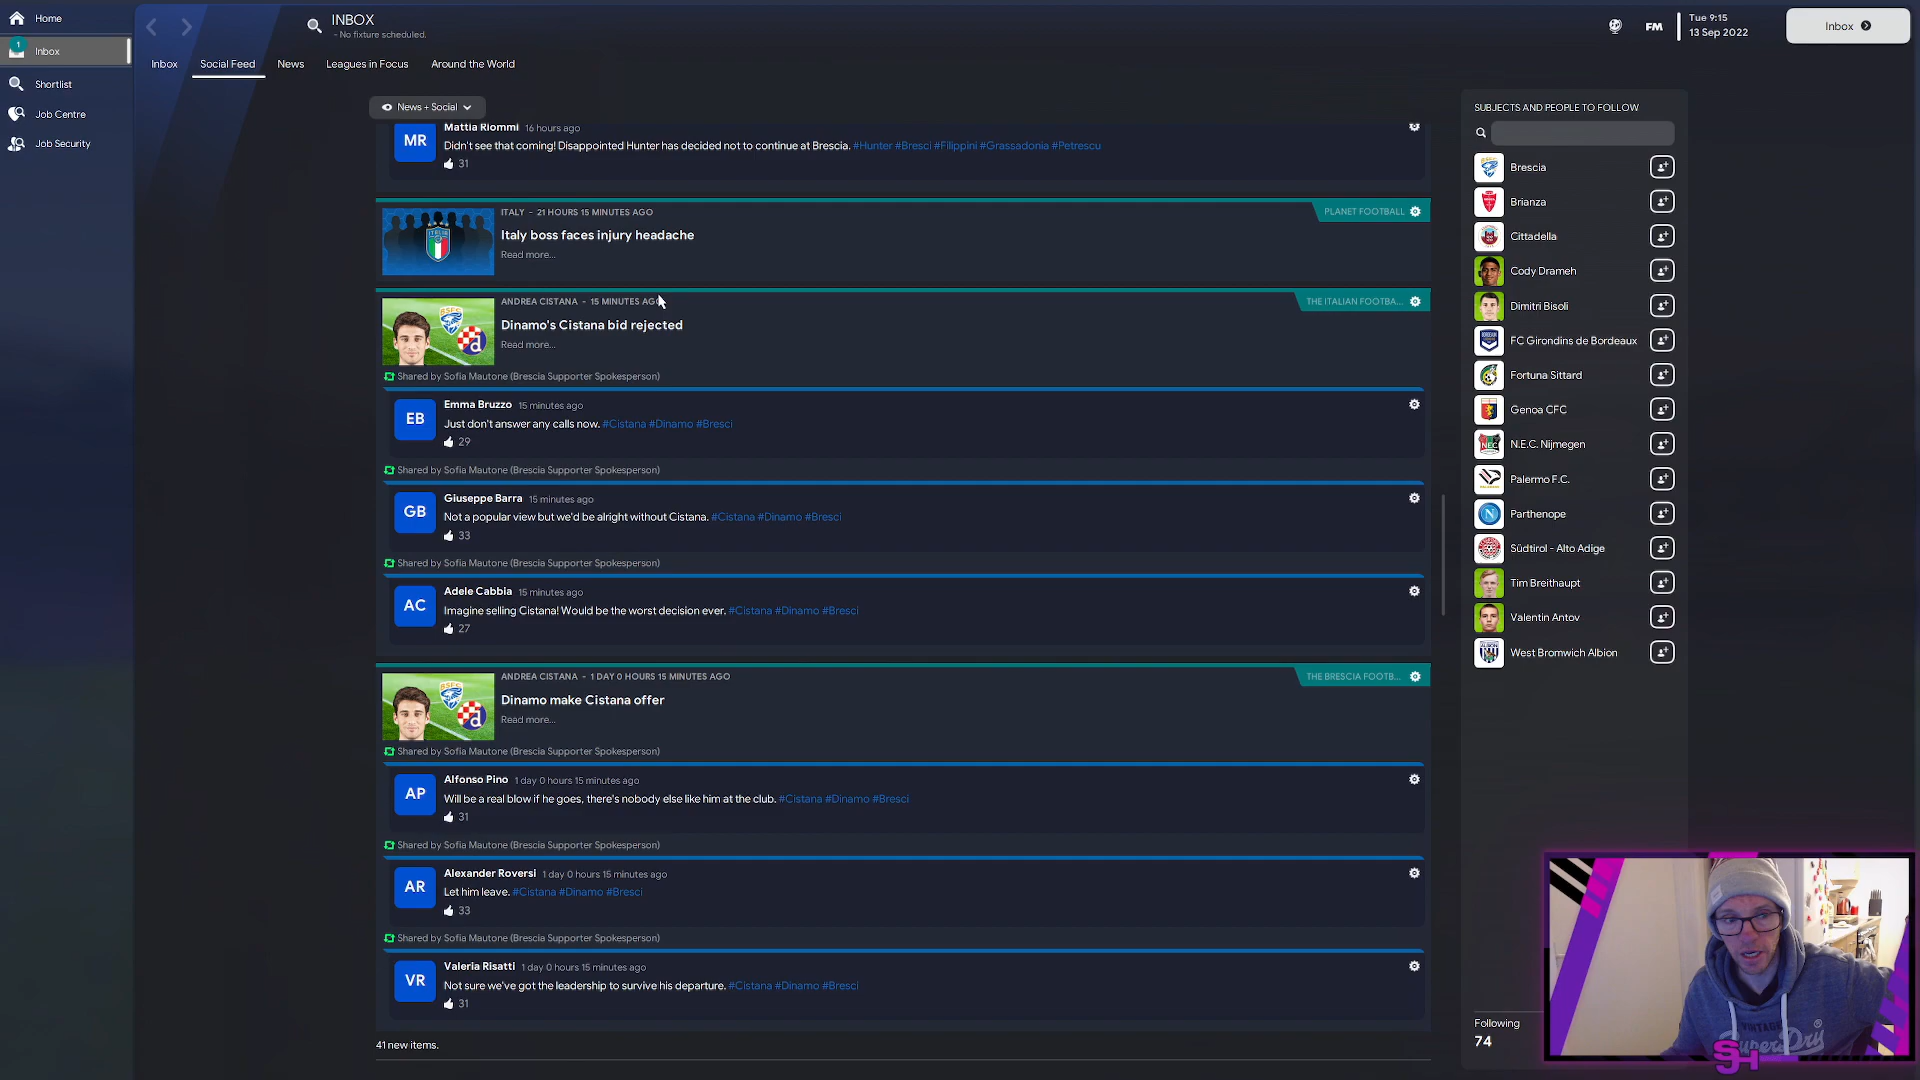 Home
1
Inbox
Shortlist
Job Centre
Job Security
INBOX
- No fixture scheduled.
FM
Tue 9:15
13 Sep 2022
Inbox
Inbox
Social Feed
News
Leagues in Focus
Around the World
News + Social
MR
Mattia Riommi 16 hours ago
Didn't see that coming! Disappointed Hunter has decided not to continue at Brescia. #Hunter #Bresci #Filippini #Grassadonia #Petrescu
31
ITALY - 21 HOURS 15 MINUTES AGO
PLANET FOOTBALL
Italy boss faces injury headache
Read more...
ANDREA CISTANA - 15 MINUTES AGO
THE ITALIAN FOOTBA...
Dinamo's Cistana bid rejected
Read more...
Shared by Sofia Mautone (Brescia Supporter Spokesperson)
EB
Emma Bruzzo 15 minutes ago
Just don't answer any calls now. #Cistana #Dinamo #Bresci
29
Shared by Sofia Mautone (Brescia Supporter Spokesperson)
GB
Giuseppe Barra 15 minutes ago
Not a popular view but we'd be alright without Cistana. #Cistana #Dinamo #Bresci
33
Shared by Sofia Mautone (Brescia Supporter Spokesperson)
AC
Adele Cabbia 15 minutes ago
Imagine selling Cistana! Would be the worst decision ever. #Cistana #Dinamo #Bresci
27
ANDREA CISTANA - 1 DAY 0 HOURS 15 MINUTES AGO
THE BRESCIA FOOTB...
Dinamo make Cistana offer
Read more...
Shared by Sofia Mautone (Brescia Supporter Spokesperson)
AP
Alfonso Pino 1 day 0 hours 15 minutes ago
Will be a real blow if he goes, there's nobody else like him at the club. #Cistana #Dinamo #Bresci
31
Shared by Sofia Mautone (Brescia Supporter Spokesperson)
AR
Alexander Roversi 1 day 0 hours 15 minutes ago
Let him leave. #Cistana #Dinamo #Bresci
33
Shared by Sofia Mautone (Brescia Supporter Spokesperson)
VR
Valeria Risatti 1 day 0 hours 15 minutes ago
Not sure we've got the leadership to survive his departure. #Cistana #Dinamo #Bresci
31
41 new items.
SUBJECTS AND PEOPLE TO FOLLOW
Brescia
Brianza
Cittadella
Cody Drameh
Dimitri Bisoli
FC Girondins de Bordeaux
Fortuna Sittard
Genoa CFC
N.E.C. Nijmegen
Palermo F.C.
Parthenope
Südtirol - Alto Adige
Tim Breithaupt
Valentin Antov
West Bromwich Albion
Following
74
VINTAGE
SuperDry
SH